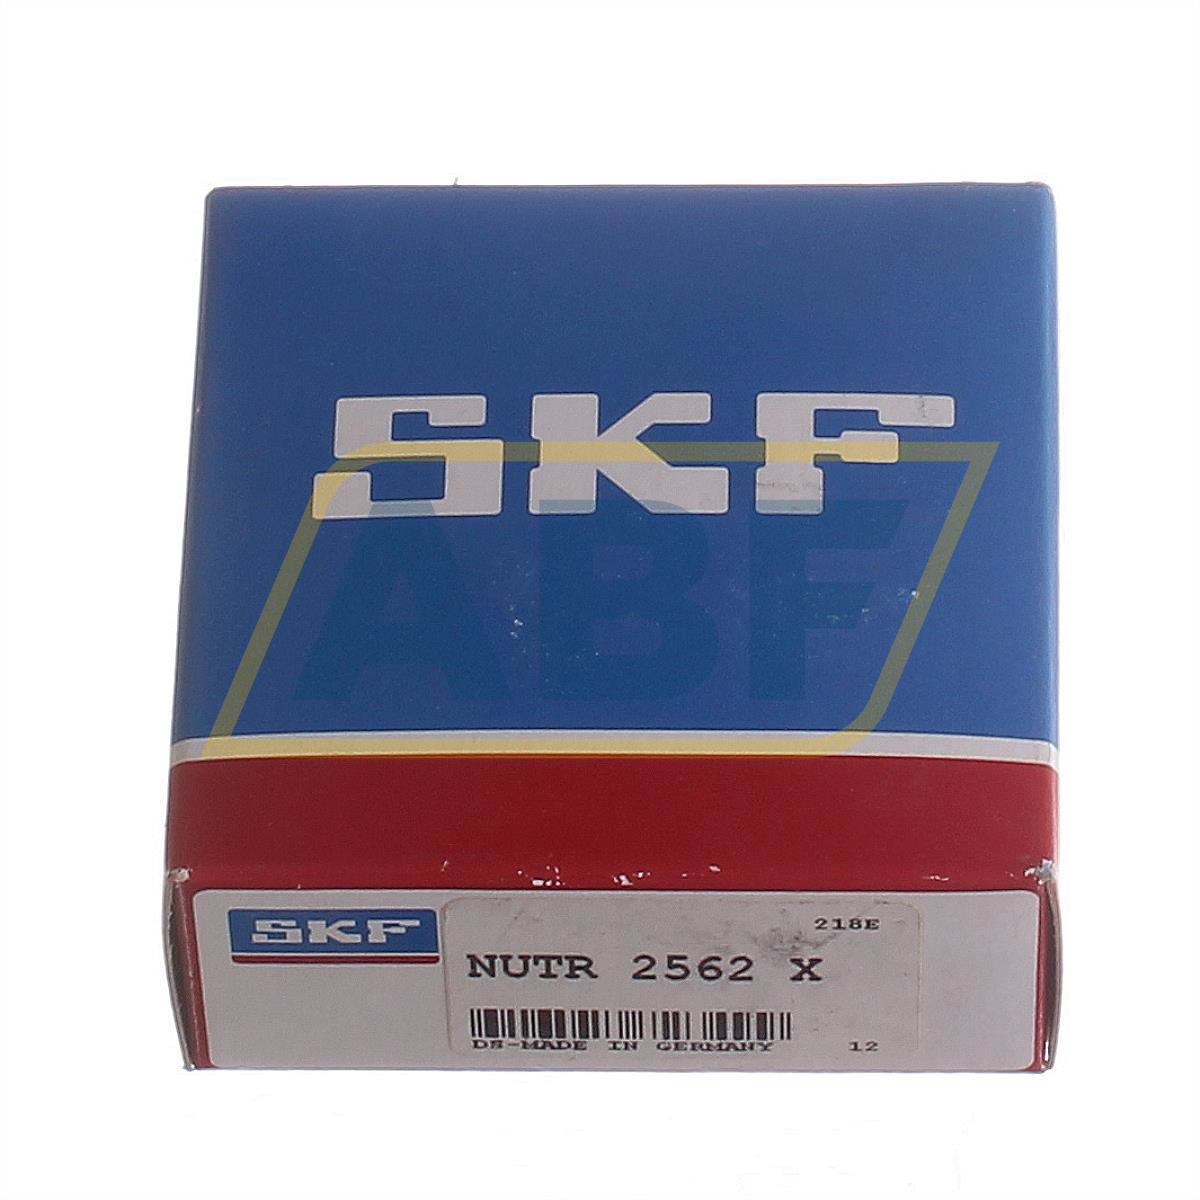 SKF
ABF
SKF
218E
NUTR 2562 X
DS-MADE IN GERMANY 12